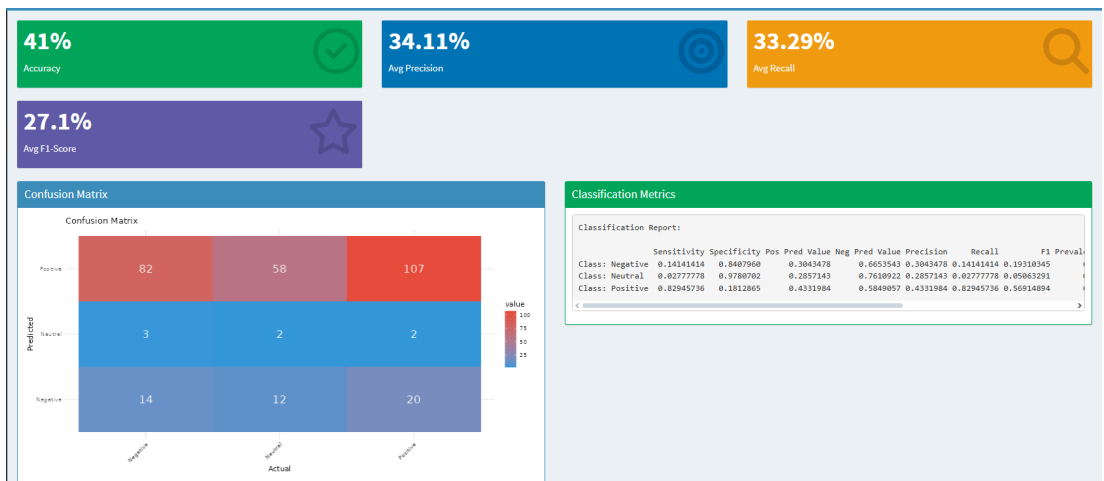 41%
Accuracy
34.11%
Avg Precision
33.29%
Avg Recall
27.1%
Avg F1-Score
Confusion Matrix
Confusion Matrix
Predicted
Positive
82 58 107
Neutral
3 2 2
Negative
14 12 20
Negative Neutral Positive
Actual
value
100
75
50
25
Classification Metrics
Classification Report:
Sensitivity Specificity Pos Pred Value Neg Pred Value Precision Recall F1 Preval
Class: Negative 0.14141414 0.8407960 0.3043478 0.6653543 0.3043478 0.14141414 0.19310345
Class: Neutral 0.02777778 0.9780702 0.2857143 0.7610922 0.2857143 0.02777778 0.05063291
Class: Positive 0.82945736 0.1812865 0.4331984 0.5849057 0.4331984 0.82945736 0.56914894